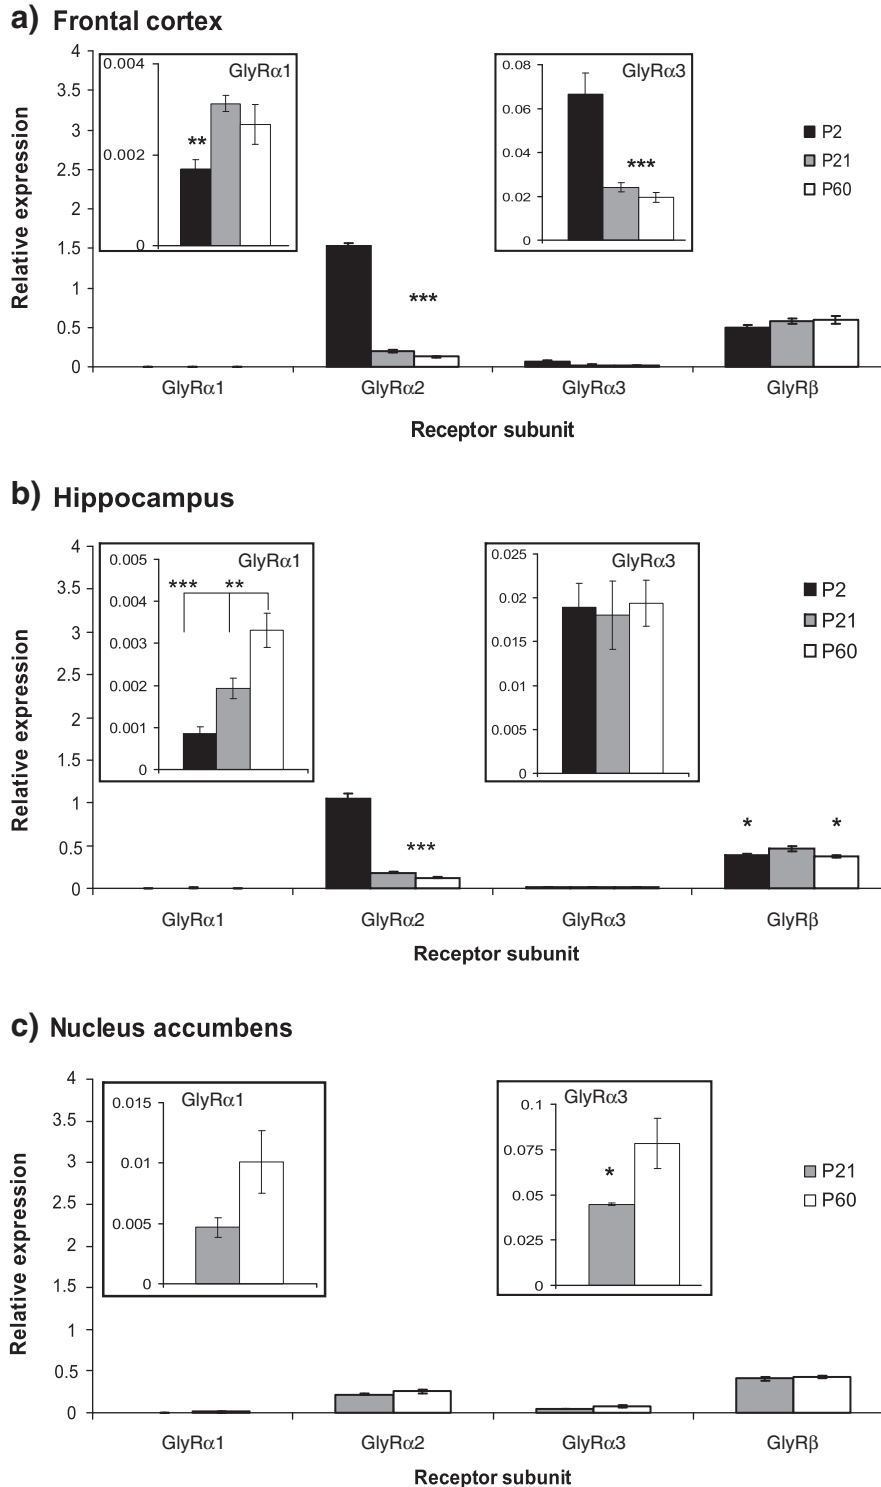 a) Frontal cortex
4
3.5
3
2.5
2
1.5
1
0.5
0
Relative expression
0.004
0.002
0
GlyRα1
**
0.08
0.06
0.04
0.02
0
GlyRα3
***
P2
P21
P60
***
GlyRα1 GlyRα2 GlyRα3 GlyRβ
Receptor subunit
b) Hippocampus
4
3.5
3
2.5
2
1.5
1
0.5
0
Relative expression
0.005
0.004
0.003
0.002
0.001
0
GlyRα1
*** **
0.025
0.02
0.015
0.01
0.005
0
GlyRα3
P2
P21
P60
***
* *
GlyRα1 GlyRα2 GlyRα3 GlyRβ
Receptor subunit
c) Nucleus accumbens
4
3.5
3
2.5
2
1.5
1
0.5
0
Relative expression
0.015
0.01
0.005
0
GlyRα1
0.1
0.075
0.05
0.025
0
GlyRα3
*
P21
P60
GlyRα1 GlyRα2 GlyRα3 GlyRβ
Receptor subunit